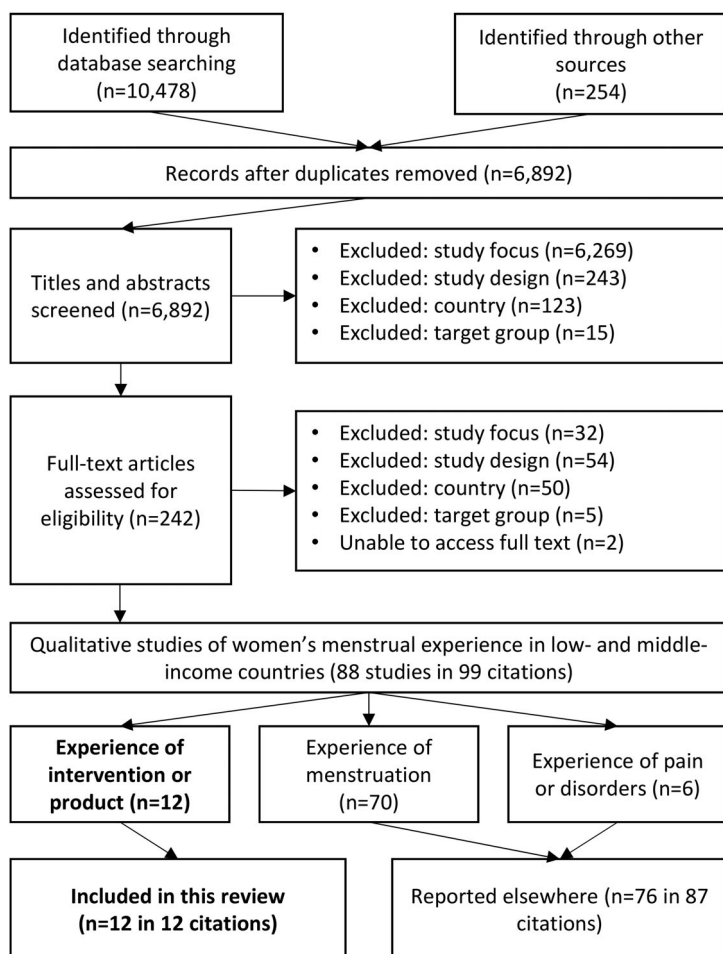 Identified through
database searching
(n=10,478)
Identified through other
sources
(n=254)
Records after duplicates removed (n=6,892)
Titles and abstracts
screened (n=6,892)
• Excluded: study focus (n=6,269)
• Excluded: study design (n=243)
• Excluded: country (n=123)
• Excluded: target group (n=15)
Full-text articles
assessed for
eligibility (n=242)
• Excluded: study focus (n=32)
• Excluded: study design (n=54)
• Excluded: country (n=50)
• Excluded: target group (n=5)
• Unable to access full text (n=2)
Qualitative studies of women’s menstrual experience in low- and middle-
income countries (88 studies in 99 citations)
Experience of
intervention or
product (n=12)
Experience of
menstruation
(n=70)
Experience of pain
or disorders (n=6)
Included in this review
(n=12 in 12 citations)
Reported elsewhere (n=76 in 87
citations)